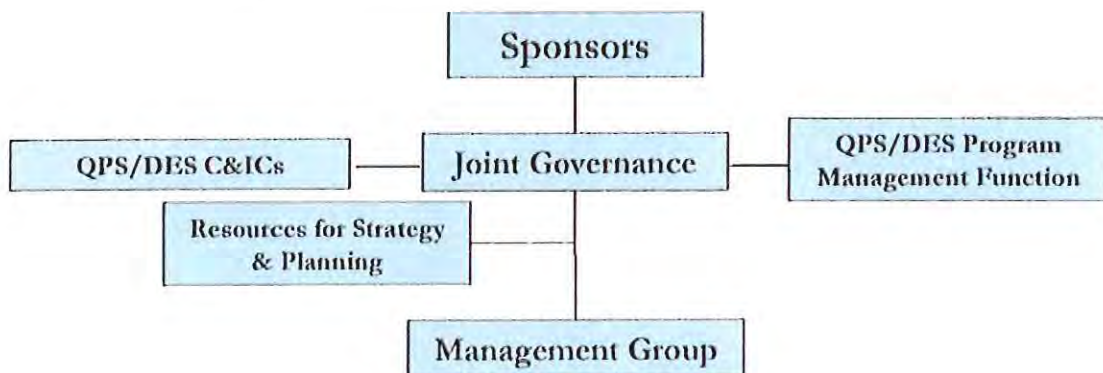 Sponsors
QPS/DES C&ICs
Joint Governance
QPS/DES Program
Management Function
Resources for Strategy
& Planning
Management Group